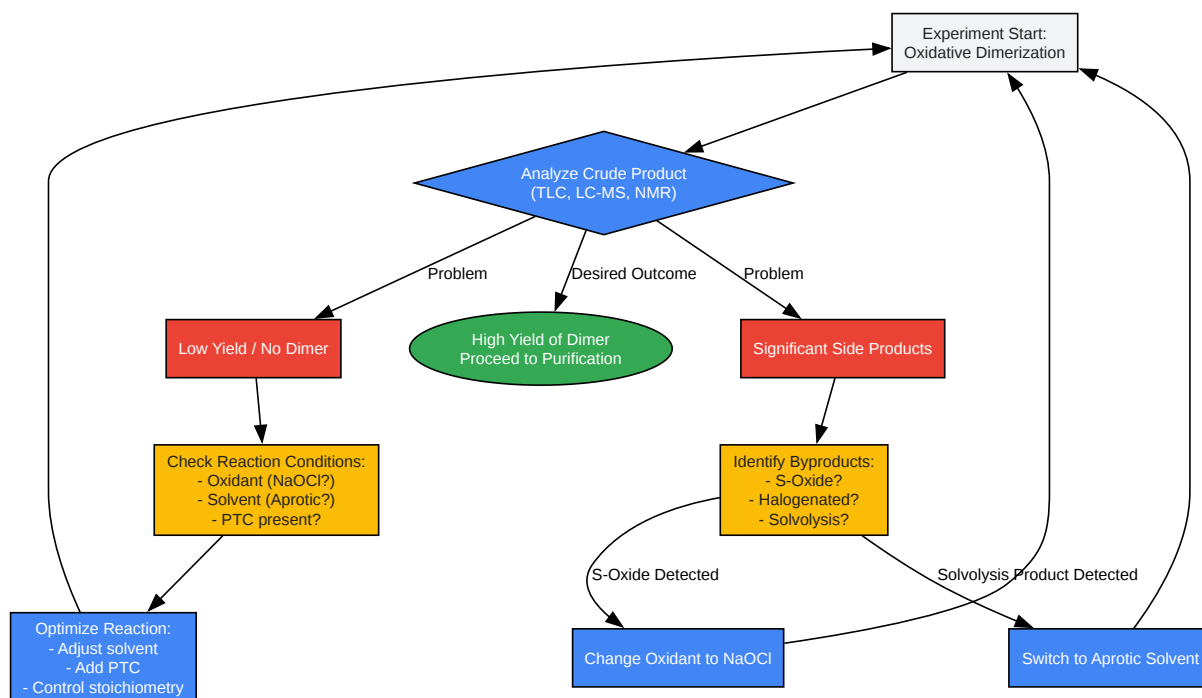 Experiment Start:
Oxidative Dimerization
Analyze Crude Product
(TLC, LC-MS, NMR)
Problem
Desired Outcome
Problem
Low Yield / No Dimer
High Yield of Dimer
Proceed to Purification
Significant Side Products
Check Reaction Conditions:
- Oxidant (NaOCl?)
- Solvent (Aprotic?)
- PTC present?
Identify Byproducts:
- S-Oxide?
- Halogenated?
- Solvolysis?
S-Oxide Detected
Solvolysis Product Detected
Optimize Reaction:
- Adjust solvent
- Add PTC
- Control stoichiometry
Change Oxidant to NaOCl
Switch to Aprotic Solvent